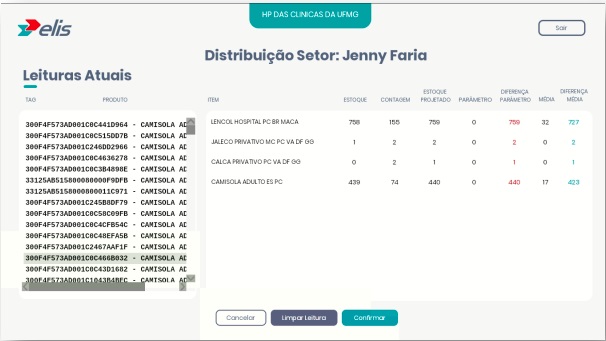 HP DAS CLINICAS DA UFMG
elis
Sair
Distribuição Setor: Jenny Faria
Leituras Atuais
TAG PRODUTO
ITEM ESTOQUE CONTAGEM ESTOQUE PROJETADO PARÂMETRO DIFERENÇA PARÂMETRO MÉDIA DIFERENÇA MÉDIA
300F4F573AD001C0C441D964 - CAMISOLA AD
300F4F573AD001C0C515DD7B - CAMISOLA AD
300F4F573AD001C0C246DD2966 - CAMISOLA AD
300F4F573AD001C0C4636278 - CAMISOLA AD
300F4F573AD001C0C3B4898E - CAMISOLA AD
33125AB515800080000F9DFB - CAMISOLA AD
33125AB5158000800011C971 - CAMISOLA AD
300F4F573AD001C0C245B8DF79 - CAMISOLA AD
300F4F573AD001C0C58C09FB - CAMISOLA AD
300F4F573AD001C0C4CFB54C - CAMISOLA AD
300F4F573AD001C0C48EFA5B - CAMISOLA AD
300F4F573AD001C2467AAF1F - CAMISOLA AD
300F4F573AD001C0C466B032 - CAMISOLA AD
300F4F573AD001C0C43D1682 - CAMISOLA AD
300F4F573AD001C1043B4BEC - CAMISOLA AD
LENCOL HOSPITAL PC BR MACA 758 155 759 0 759 32 727
JALECO PRIVATIVO MC PC VA DF GG 1 2 2 0 2 0 2
CALCA PRIVATIVO PC VA DF GG 0 2 1 0 1 0 1
CAMISOLA ADULTO ES PC 439 74 440 0 440 17 423
Cancelar
Limpar Leitura
Confirmar